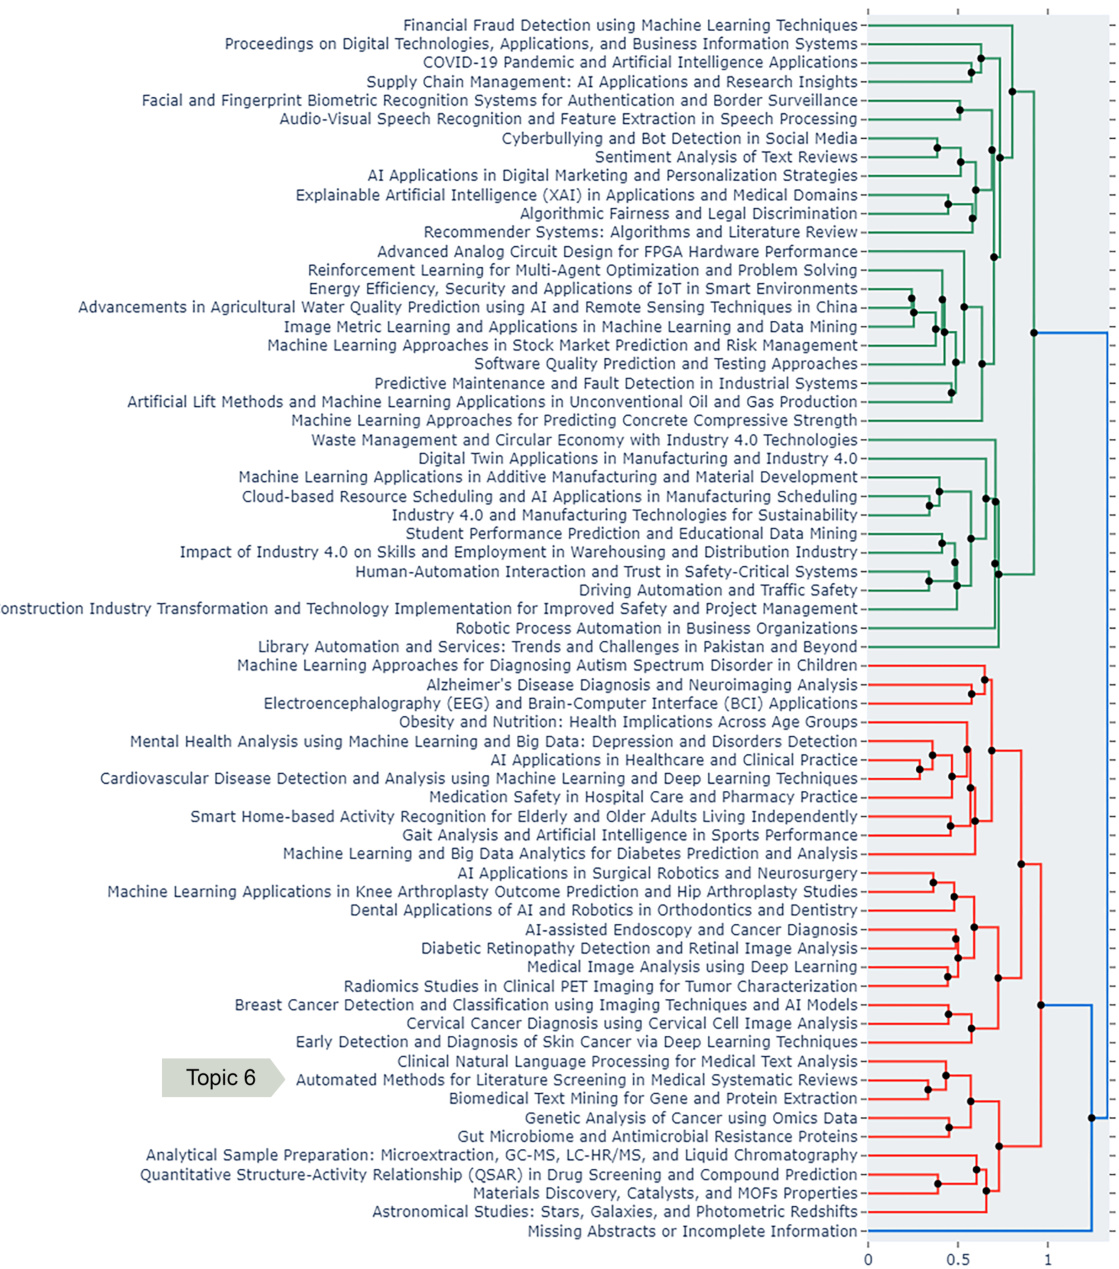 Financial Fraud Detection using Machine Learning Techniques
Proceedings on Digital Technologies, Applications, and Business Information Systems
COVID-19 Pandemic and Artificial Intelligence Applications
Supply Chain Management: AI Applications and Research Insights
Facial and Fingerprint Biometric Recognition Systems for Authentication and Border Surveillance
Audio-Visual Speech Recognition and Feature Extraction in Speech Processing
Cyberbullying and Bot Detection in Social Media
Sentiment Analysis of Text Reviews
AI Applications in Digital Marketing and Personalization Strategies
Explainable Artificial Intelligence (XAI) in Applications and Medical Domains
Algorithmic Fairness and Legal Discrimination
Recommender Systems: Algorithms and Literature Review
Advanced Analog Circuit Design for FPGA Hardware Performance
Reinforcement Learning for Multi-Agent Optimization and Problem Solving
Energy Efficiency, Security and Applications of IoT in Smart Environments
Advancements in Agricultural Water Quality Prediction using AI and Remote Sensing Techniques in China
Image Metric Learning and Applications in Machine Learning and Data Mining
Machine Learning Approaches in Stock Market Prediction and Risk Management
Software Quality Prediction and Testing Approaches
Predictive Maintenance and Fault Detection in Industrial Systems
Artificial Lift Methods and Machine Learning Applications in Unconventional Oil and Gas Production
Machine Learning Approaches for Predicting Concrete Compressive Strength
Waste Management and Circular Economy with Industry 4.0 Technologies
Digital Twin Applications in Manufacturing and Industry 4.0
Machine Learning Applications in Additive Manufacturing and Material Development
Cloud-based Resource Scheduling and AI Applications in Manufacturing Scheduling
Industry 4.0 and Manufacturing Technologies for Sustainability
Student Performance Prediction and Educational Data Mining
Impact of Industry 4.0 on Skills and Employment in Warehousing and Distribution Industry
Human-Automation Interaction and Trust in Safety-Critical Systems
Driving Automation and Traffic Safety
onstruction Industry Transformation and Technology Implementation for Improved Safety and Project Management
Robotic Process Automation in Business Organizations
Library Automation and Services: Trends and Challenges in Pakistan and Beyond
Machine Learning Approaches for Diagnosing Autism Spectrum Disorder in Children
Alzheimer's Disease Diagnosis and Neuroimaging Analysis
Electroencephalography (EEG) and Brain-Computer Interface (BCI) Applications
Obesity and Nutrition: Health Implications Across Age Groups
Mental Health Analysis using Machine Learning and Big Data: Depression and Disorders Detection
AI Applications in Healthcare and Clinical Practice
Cardiovascular Disease Detection and Analysis using Machine Learning and Deep Learning Techniques
Medication Safety in Hospital Care and Pharmacy Practice
Smart Home-based Activity Recognition for Elderly and Older Adults Living Independently
Gait Analysis and Artificial Intelligence in Sports Performance
Machine Learning and Big Data Analytics for Diabetes Prediction and Analysis
AI Applications in Surgical Robotics and Neurosurgery
Machine Learning Applications in Knee Arthroplasty Outcome Prediction and Hip Arthroplasty Studies
Dental Applications of AI and Robotics in Orthodontics and Dentistry
AI-assisted Endoscopy and Cancer Diagnosis
Diabetic Retinopathy Detection and Retinal Image Analysis
Medical Image Analysis using Deep Learning
Radiomics Studies in Clinical PET Imaging for Tumor Characterization
Breast Cancer Detection and Classification using Imaging Techniques and AI Models
Cervical Cancer Diagnosis using Cervical Cell Image Analysis
Early Detection and Diagnosis of Skin Cancer via Deep Learning Techniques
Clinical Natural Language Processing for Medical Text Analysis
Topic 6
Automated Methods for Literature Screening in Medical Systematic Reviews
Biomedical Text Mining for Gene and Protein Extraction
Genetic Analysis of Cancer using Omics Data
Gut Microbiome and Antimicrobial Resistance Proteins
Analytical Sample Preparation: Microextraction, GC-MS, LC-HR/MS, and Liquid Chromatography
Quantitative Structure-Activity Relationship (QSAR) in Drug Screening and Compound Prediction
Materials Discovery, Catalysts, and MOFs Properties
Astronomical Studies: Stars, Galaxies, and Photometric Redshifts
Missing Abstracts or Incomplete Information
0 0.5 1